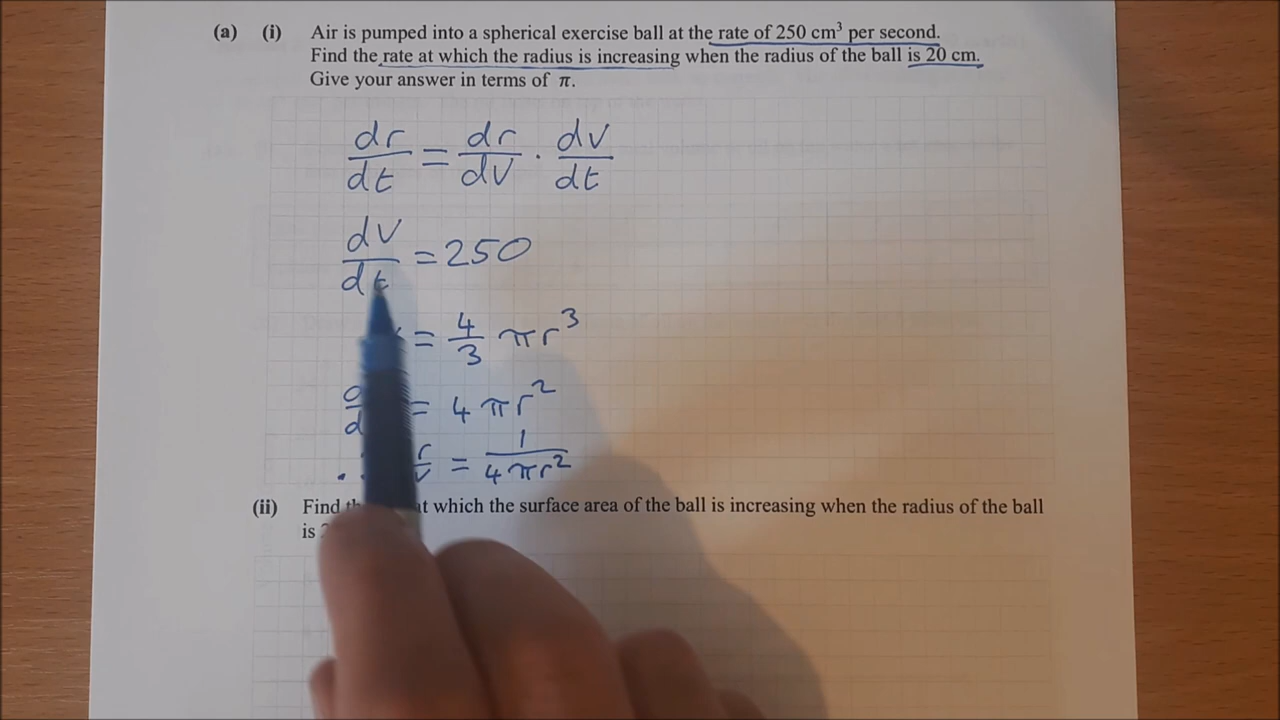 (a) (i) Air is pumped into a spherical exercise ball at the rate of 250 cm³ per second.
Find the rate at which the radius is increasing when the radius of the ball is 20 cm.
Give your answer in terms of π.
dr/dt = dr/dV · dV/dt
dV/dt = 250
= 4/3 πr³
= 4πr²
= 1/4πr²
(ii) Find at which the surface area of the ball is increasing when the radius of the ball
is